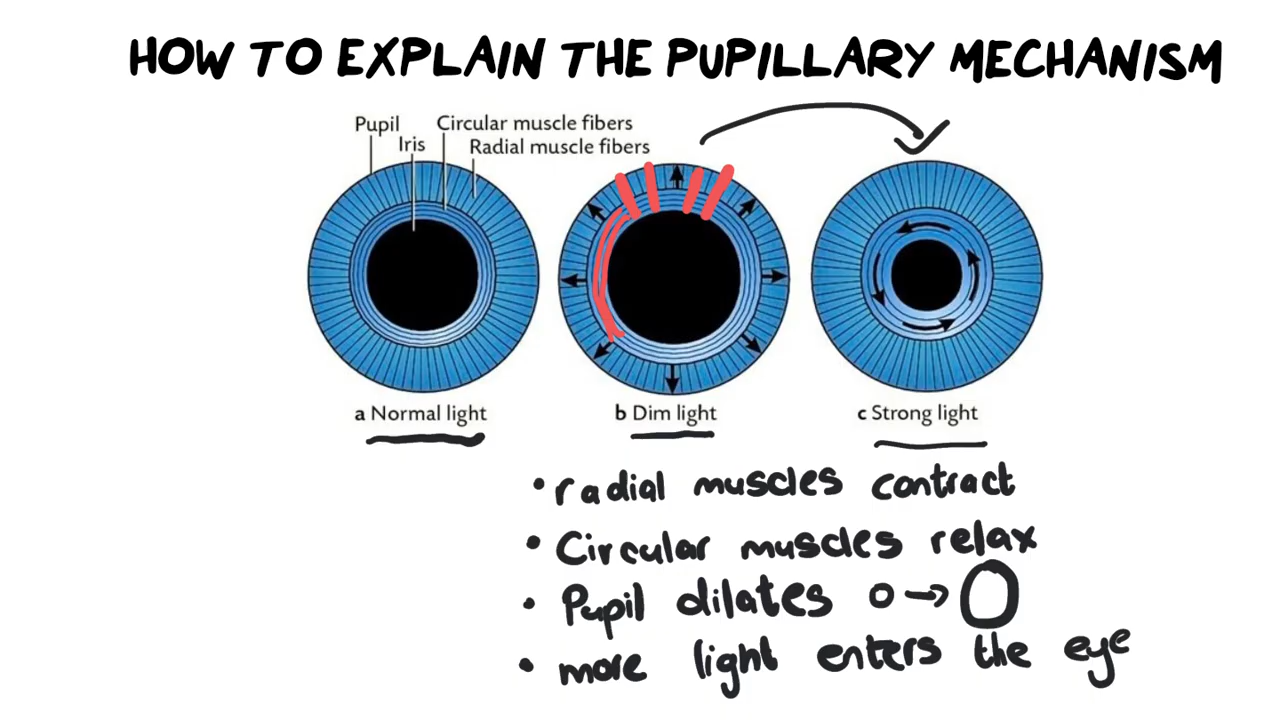 HOW TO EXPLAIN THE PUPILLARY MECHANISM
Pupil
Circular muscle fibers
Iris
Radial muscle fibers
a Normal light
b Dim light
c Strong light
• radial muscles contract
• Circular muscles relax
• Pupil dilates o → O
• more light enters the eye